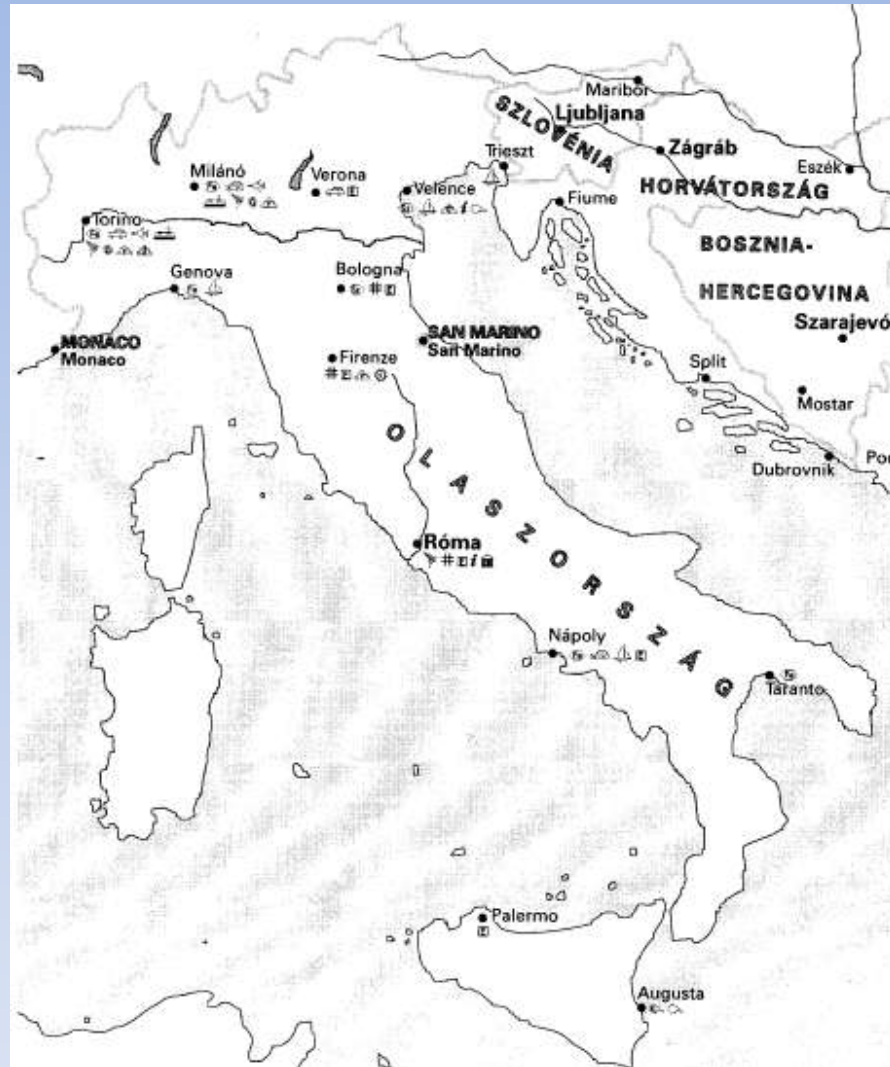 Maribor
SZLOVÉNIA
Ljubljana
Zágráb
Trieszt
Eszék
Milánó
Verona
Velence
HORVÁTORSZÁG
Fiume
Torino
BOSZNIA-
HERCEGOVINA
Genova
Bologna
Szarajevó
MONACO
Monaco
SAN MARINO
San Marino
Firenze
Split
Mostar
Dubrovnik
OLASZORSZÁG
Róma
Nápoly
Taranto
Palermo
Augusta